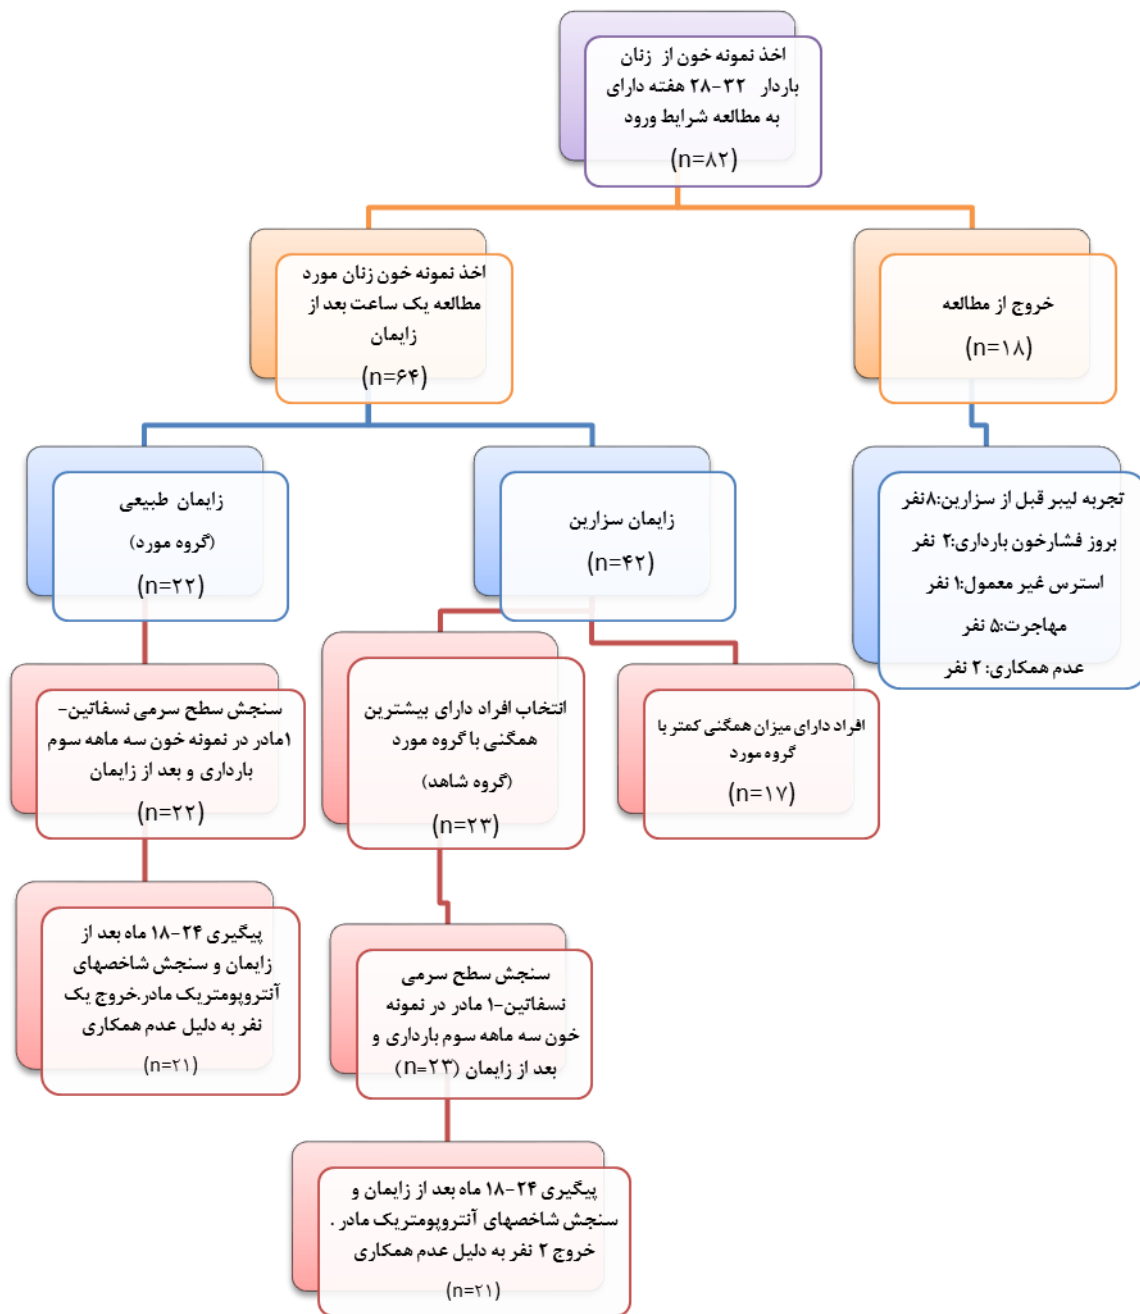 اخذ نمونه خون از زنان
باردار ۳۲-۲۸ هفته دارای
به مطالعه شرایط ورود
(n=۸۲)
اخذ نمونه خون زنان مورد
مطالعه یک ساعت بعد از
زایمان
(n=۶۴)
خروج از مطالعه
(n=۱۸)
زایمان طبیعی
(گروه مورد)
(n=۲۲)
زایمان سزارین
(n=۴۲)
تجربه لیبر قبل از سزارین:۸نفر
بروز فشارخون بارداری:۲ نفر
استرس غیر معمول:۱ نفر
مهاجرت:۵ نفر
عدم همکاری: ۲ نفر
سنجش سطح سرمی نسفاتین-
۱مادر در نمونه خون سه ماهه سوم
بارداری و بعد از زایمان
(n=۲۲)
انتخاب افراد دارای بیشترین
همگنی با گروه مورد
(گروه شاهد)
(n=۲۳)
افراد دارای میزان همگنی کمتر با
گروه مورد
(n=۱۷)
پیگیری ۲۴-۱۸ ماه بعد از
زایمان و سنجش شاخصهای
آنتروپومتریک مادر.خروج یک
نفر به دلیل عدم همکاری
(n=۲۱)
سنجش سطح سرمی
نسفاتین-۱ مادر در نمونه
خون سه ماهه سوم بارداری و
بعد از زایمان (n=۲۳)
پیگیری ۲۴-۱۸ ماه بعد از زایمان و
سنجش شاخصهای آنتروپومتریک مادر .
خروج ۲ نفر به دلیل عدم همکاری
(n=۲۱)